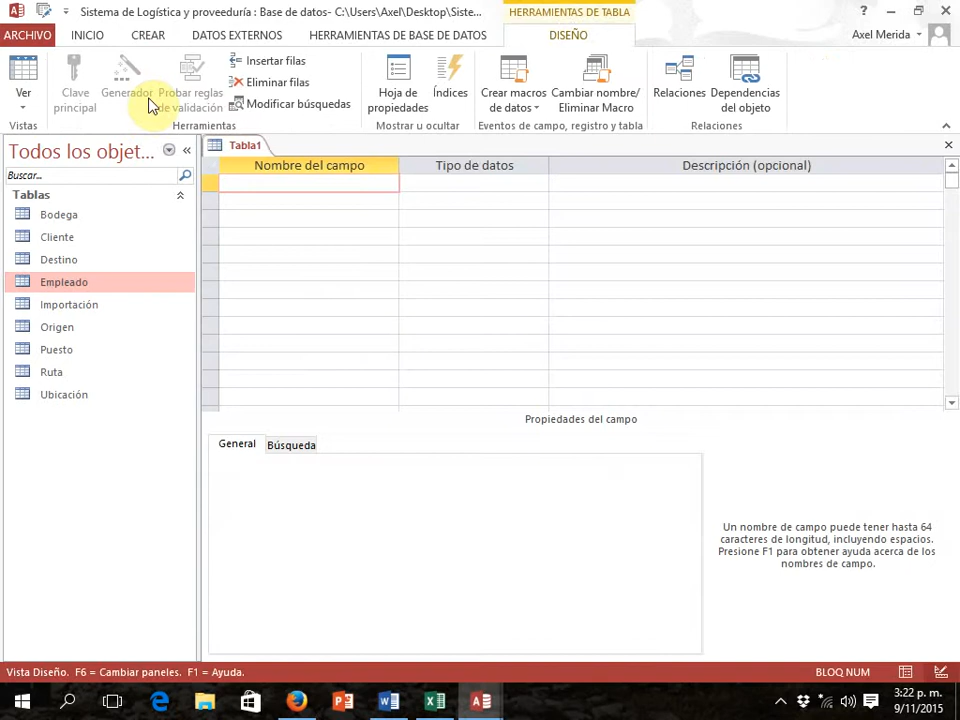 Sistema de Logística y proveeduría : Base de datos- C:\Users\Axel\Desktop\Siste...
HERRAMIENTAS DE TABLA
?
ARCHIVO
INICIO
CREAR
DATOS EXTERNOS
HERRAMIENTAS DE BASE DE DATOS
DISEÑO
Axel Merida
Ver
Clave principal
Generador
Probar reglas de validación
Insertar filas
Eliminar filas
Modificar búsquedas
Hoja de propiedades
Índices
Crear macros de datos
Cambiar nombre/ Eliminar Macro
Relaciones
Dependencias del objeto
Vistas
Herramientas
Mostrar u ocultar
Eventos de campo, registro y tabla
Relaciones
Todos los objet...
Buscar...
Tablas
Bodega
Cliente
Destino
Empleado
Importación
Origen
Puesto
Ruta
Ubicación
Tabla1
Nombre del campo
Tipo de datos
Descripción (opcional)
Propiedades del campo
General
Búsqueda
Un nombre de campo puede tener hasta 64
caracteres de longitud, incluyendo espacios.
Presione F1 para obtener ayuda acerca de los
nombres de campo.
Vista Diseño. F6 = Cambiar paneles. F1 = Ayuda.
BLOQ NUM
3:22 p. m.
9/11/2015